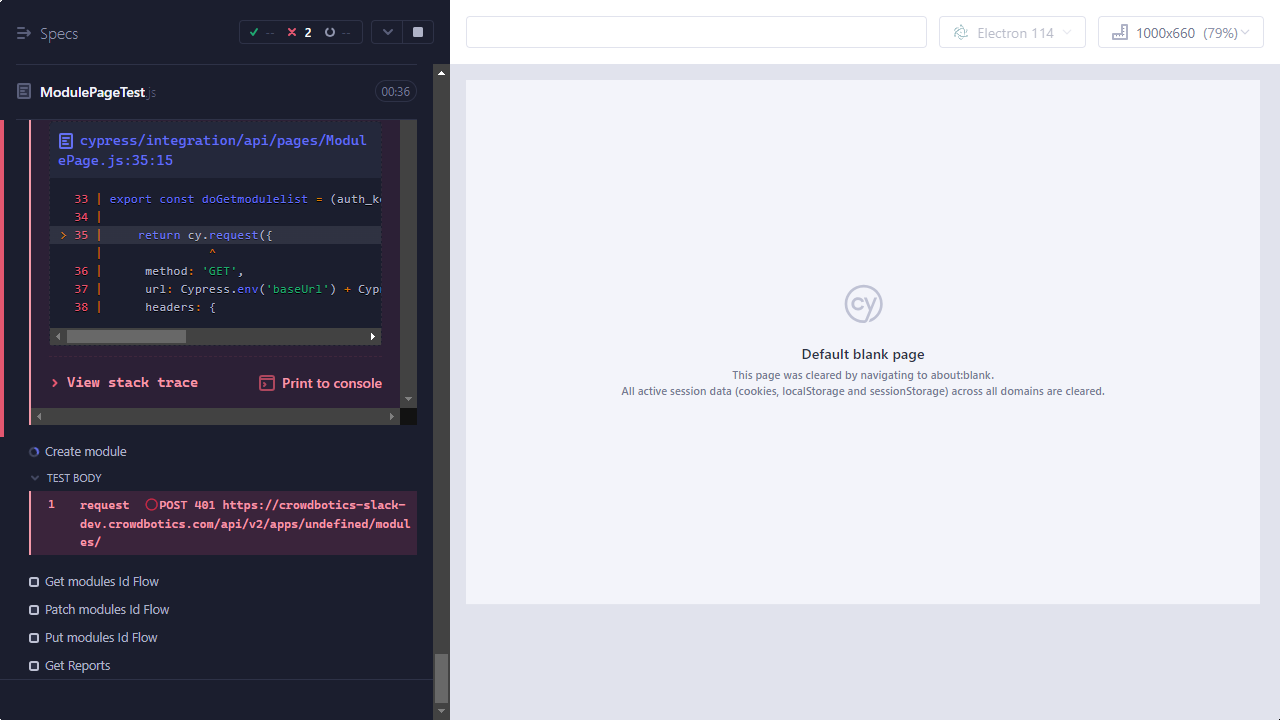 Specs
-- 2 --
Electron 114
1000x660 (79%)
ModulePageTest.js
00:36
cypress/integration/api/pages/Modul
ePage.js:35:15
33 | export const doGetmodulelist = (auth_k
34 |
> 35 | return cy.request({
| ^
36 | method: 'GET',
37 | url: Cypress.env('baseUrl') + Cyp
38 | headers: {
View stack trace
Print to console
Create module
TEST BODY
1 request POST 401 https://crowdbotics-slack-
dev.crowdbotics.com/api/v2/apps/undefined/modul
es/
Get modules Id Flow
Patch modules Id Flow
Put modules Id Flow
Get Reports
cy
Default blank page
This page was cleared by navigating to about:blank.
All active session data (cookies, localStorage and sessionStorage) across all domains are cleared.